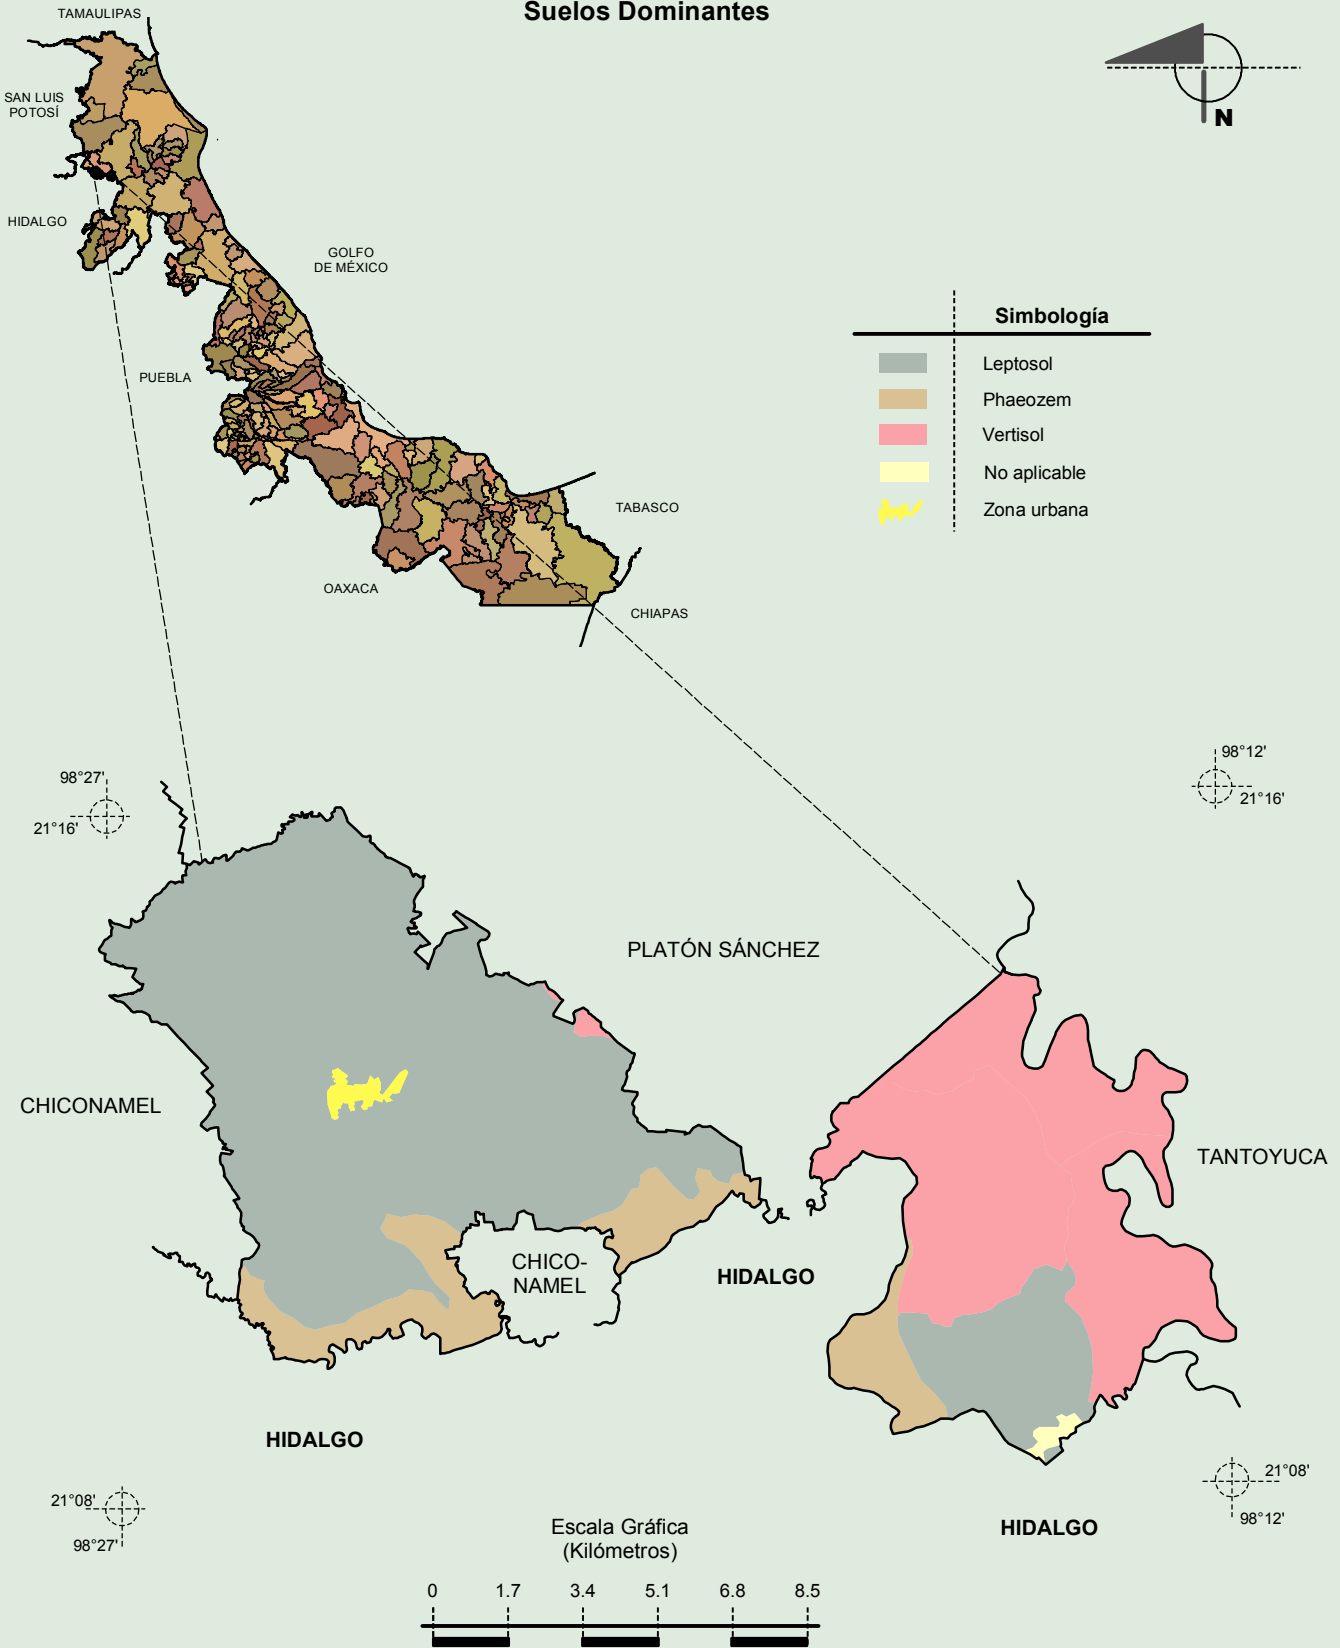 Suelos Dominantes
TAMAULIPAS
SAN LUIS
POTOSÍ
N
HIDALGO
GOLFO
DE MÉXICO
PUEBLA
Simbología
Leptosol
Phaeozem
Vertisol
No aplicable
Zona urbana
TABASCO
OAXACA
CHIAPAS
98°27'
21°16'
98°12'
21°16'
PLATÓN SÁNCHEZ
CHICONAMEL
TANTOYUCA
CHICO-
NAMEL
HIDALGO
HIDALGO
21°08'
98°27'
21°08'
98°12'
HIDALGO
Escala Gráfica
(Kilómetros)
0 1.7 3.4 5.1 6.8 8.5